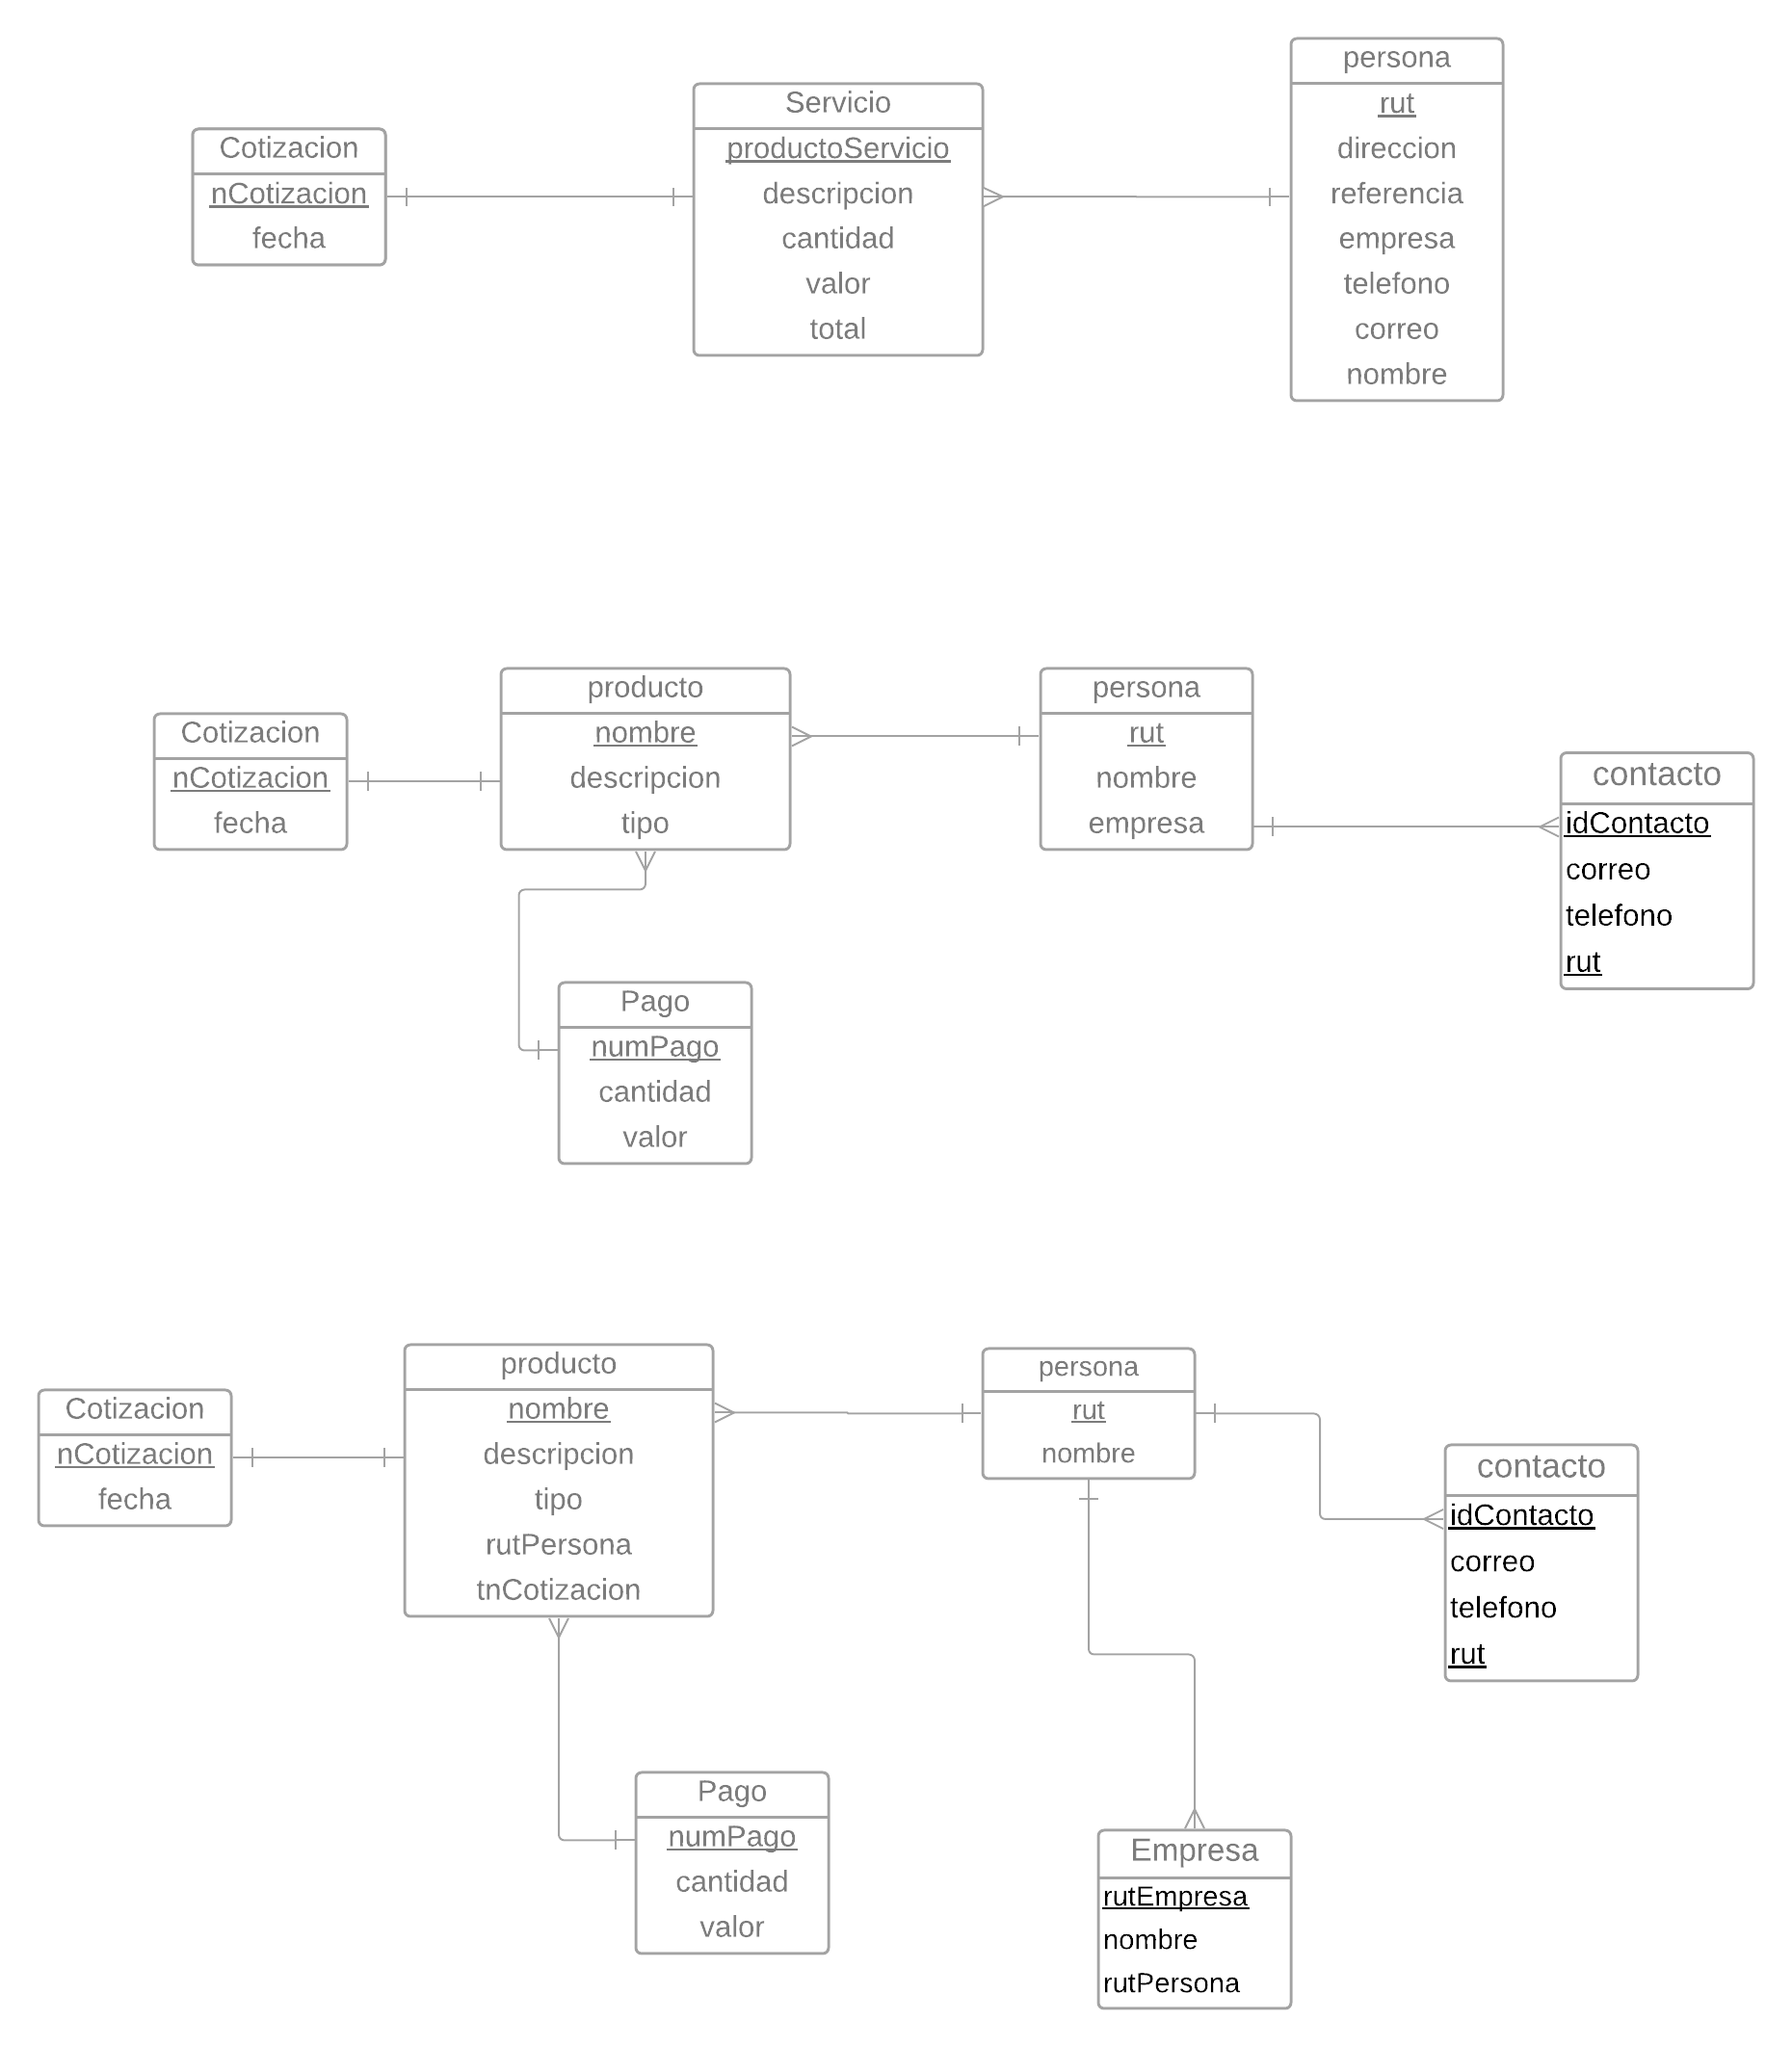 Cotizacion
nCotizacion
fecha
Servicio
productoServicio
descripcion
cantidad
valor
total
persona
rut
direccion
referencia
empresa
telefono
correo
nombre
Cotizacion
nCotizacion
fecha
producto
nombre
descripcion
tipo
persona
rut
nombre
empresa
contacto
idContacto
correo
telefono
rut
Pago
numPago
cantidad
valor
Cotizacion
nCotizacion
fecha
producto
nombre
descripcion
tipo
rutPersona
tnCotizacion
persona
rut
nombre
contacto
idContacto
correo
telefono
rut
Pago
numPago
cantidad
valor
Empresa
rutEmpresa
nombre
rutPersona